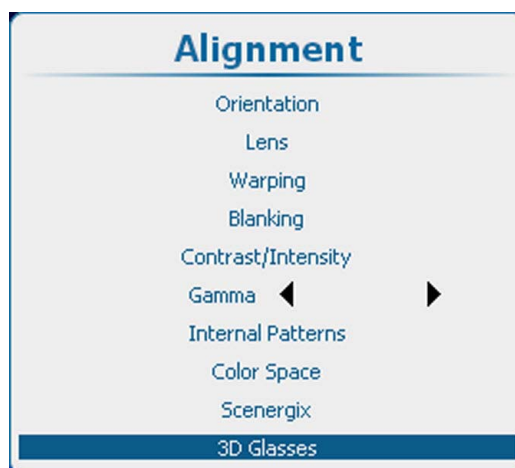 Alignment
Orientation
Lens
Warping
Blanking
Contrast/Intensity
Gamma
Internal Patterns
Color Space
Scenergix
3D Glasses